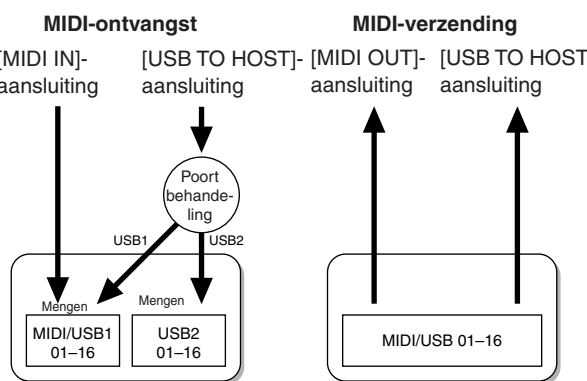 MIDI-ontvangst
[MIDI IN]-
aansluiting
[USB TO HOST]-
aansluiting
Poort
behande-
ling
USB1
USB2
Mengen
Mengen
MIDI/USB1
01–16
USB2
01–16
MIDI-verzending
[MIDI OUT]-
aansluiting
[USB TO HOST
aansluiting
MIDI/USB 01–16